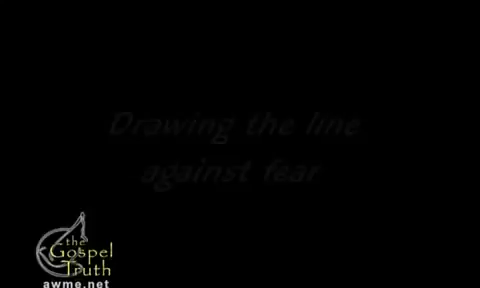 Drawing the line
against fear
the
Gospel
Truth
awme.net